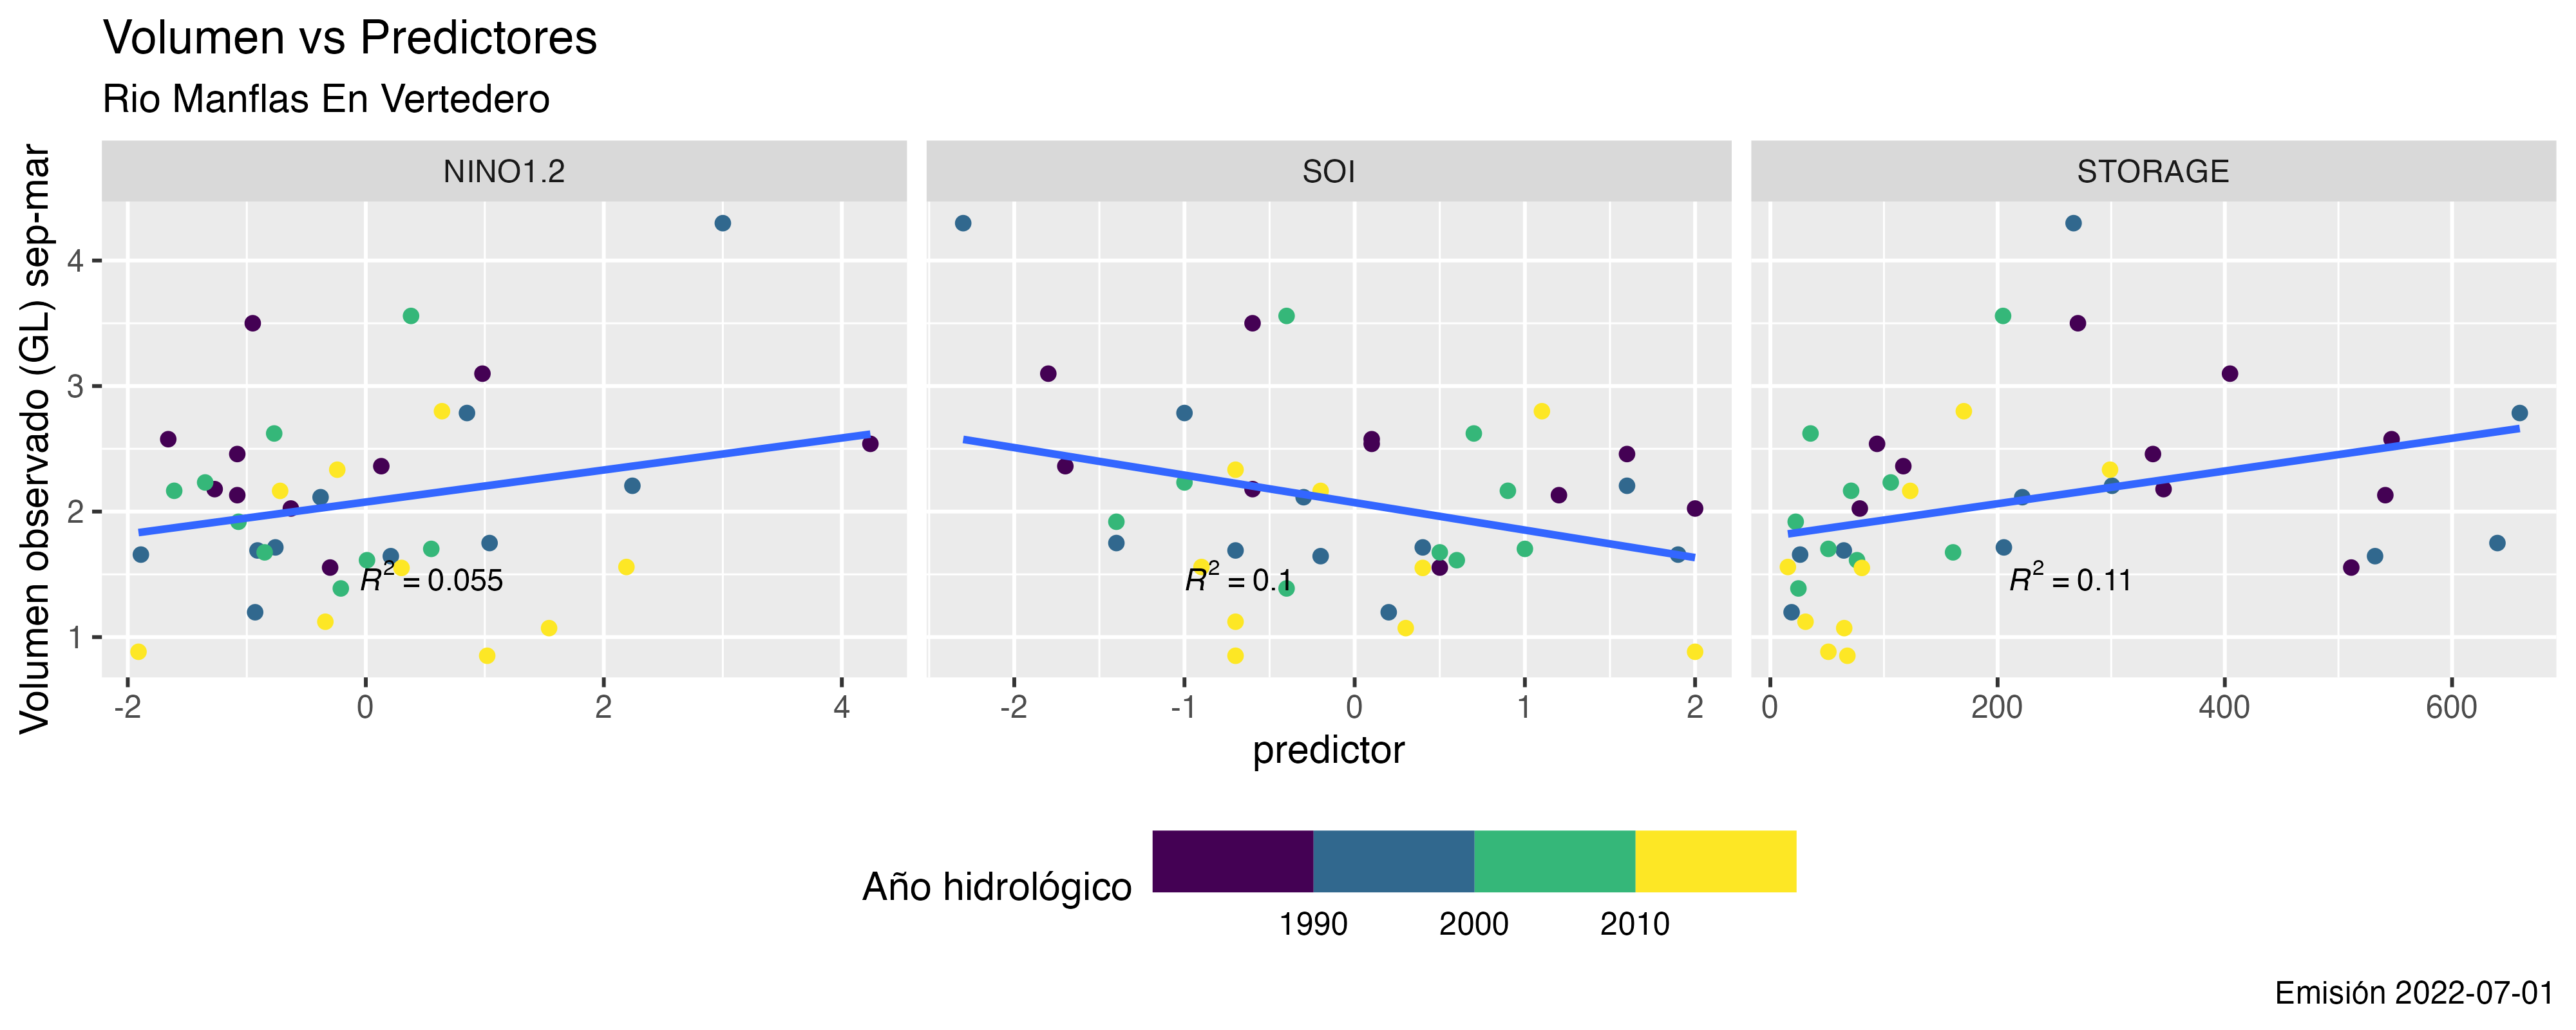 Volumen vs Predictores
Rio Manflas En Vertedero
Volumen observado (GL) sep-mar
NINO1.2 SOI STORAGE
4
3
2
1
R² = 0.055 R² = 0.1 R² = 0.11
-2 0 2 4 -2 -1 0 1 2 0 200 400 600
predictor
Año hidrológico
1990 2000 2010
Emisión 2022-07-01